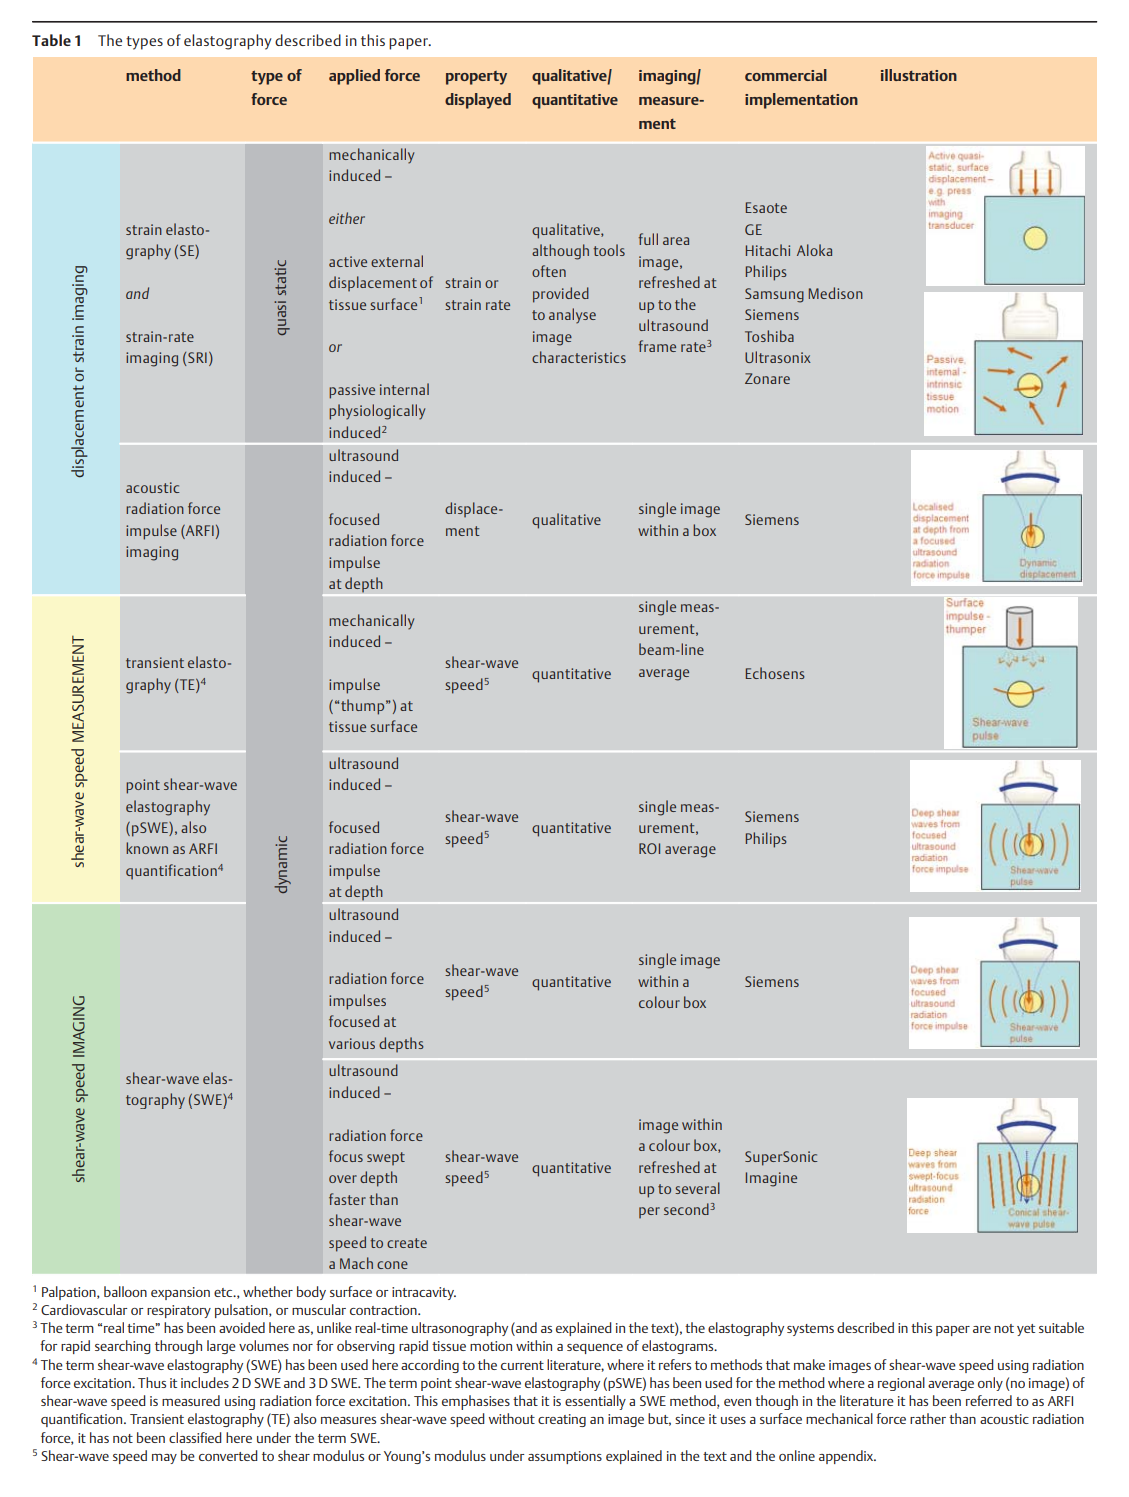 Table 1 The types of elastography described in this paper.
method
type of
force
applied force
property
displayed
qualitative/
quantitative
imaging/
measure-
ment
commercial
implementation
illustration
displacement or strain imaging
strain elasto-
graphy (SE)
and
strain-rate
imaging (SRI)
quasi static
mechanically
induced –
either
active external
displacement of
tissue surface¹
or
passive internal
physiologically
induced²
strain or
strain rate
qualitative,
although tools
often
provided
to analyse
image
characteristics
full area
image,
refreshed at
up to the
ultrasound
frame rate³
Esaote
GE
Hitachi Aloka
Philips
Samsung Medison
Siemens
Toshiba
Ultrasonix
Zonare
Active quasi-
static, surface
displacement –
e.g. press
with
imaging
transducer
Passive,
internal -
intrinsic
tissue
motion
acoustic
radiation force
impulse (ARFI)
imaging
dynamic
ultrasound
induced –
focused
radiation force
impulse
at depth
displace-
ment
qualitative
single image
within a box
Siemens
Localised
displacement
at depth from
a focused
ultrasound
radiation
force impulse
Dynamic
displacement
shear-wave speed MEASUREMENT
transient elasto-
graphy (TE)⁴
mechanically
induced –
impulse
(“thump”) at
tissue surface
shear-wave
speed⁵
quantitative
single meas-
urement,
beam-line
average
Echosens
Surface
impulse -
thumper
Shear-wave
pulse
point shear-wave
elastography
(pSWE), also
known as ARFI
quantification⁴
ultrasound
induced –
focused
radiation force
impulse
at depth
shear-wave
speed⁵
quantitative
single meas-
urement,
ROI average
Siemens
Philips
Deep shear
waves from
focused
ultrasound
radiation
force impulse
Shear-wave
pulse
shear-wave speed IMAGING
shear-wave elas-
tography (SWE)⁴
ultrasound
induced –
radiation force
impulses
focused at
various depths
shear-wave
speed⁵
quantitative
single image
within a
colour box
Siemens
Deep shear
waves from
focused
ultrasound
radiation
force impulse
Shear-wave
pulse
ultrasound
induced –
radiation force
focus swept
over depth
faster than
shear-wave
speed to create
a Mach cone
shear-wave
speed⁵
quantitative
image within
a colour box,
refreshed at
up to several
per second³
SuperSonic
Imagine
Deep shear
waves from
swept-focus
ultrasound
radiation
force
Conical shear-
wave pulse
¹ Palpation, balloon expansion etc., whether body surface or intracavity.
² Cardiovascular or respiratory pulsation, or muscular contraction.
³ The term “real time” has been avoided here as, unlike real-time ultrasonography (and as explained in the text), the elastography systems described in this paper are not yet suitable
for rapid searching through large volumes nor for observing rapid tissue motion within a sequence of elastograms.
⁴ The term shear-wave elastography (SWE) has been used here according to the current literature, where it refers to methods that make images of shear-wave speed using radiation
force excitation. Thus it includes 2 D SWE and 3 D SWE. The term point shear-wave elastography (pSWE) has been used for the method where a regional average only (no image) of
shear-wave speed is measured using radiation force excitation. This emphasises that it is essentially a SWE method, even though in the literature it has been referred to as ARFI
quantification. Transient elastography (TE) also measures shear-wave speed without creating an image but, since it uses a surface mechanical force rather than acoustic radiation
force, it has not been classified here under the term SWE.
⁵ Shear-wave speed may be converted to shear modulus or Young’s modulus under assumptions explained in the text and the online appendix.